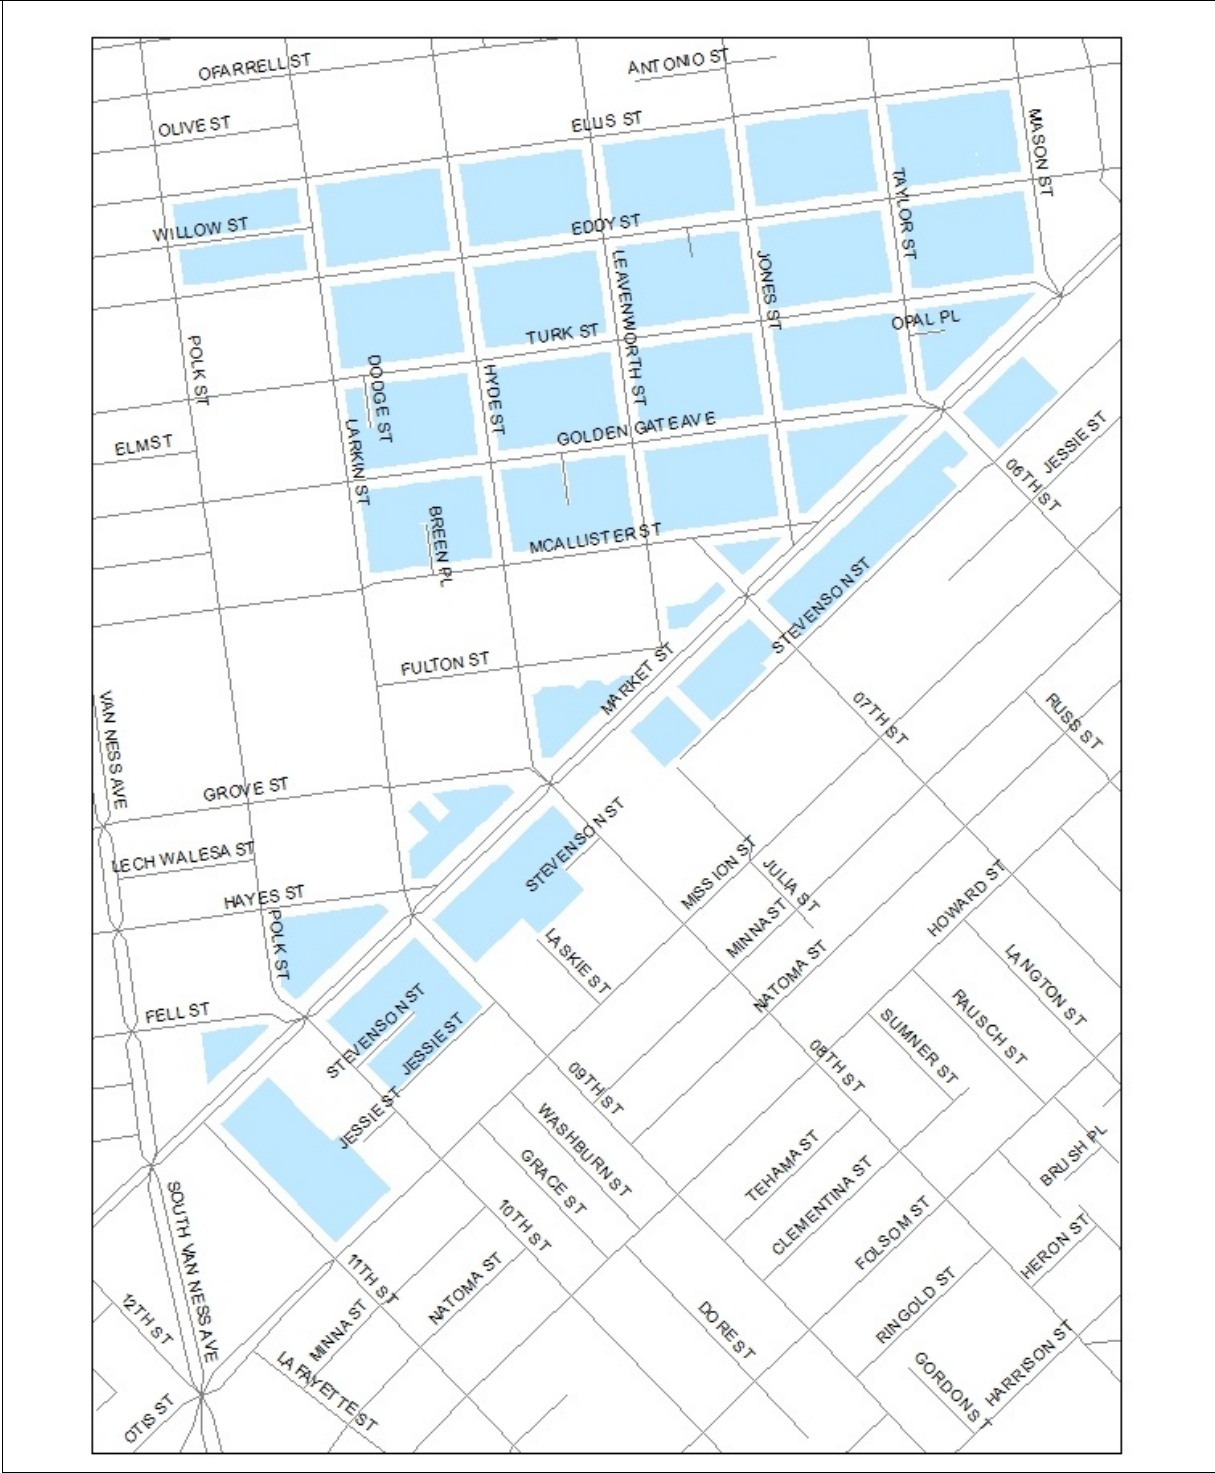 OFARRELL ST
ANTONIO ST
OLIVE ST
ELLIS ST
MASON ST
WILLOW ST
EDDY ST
TAYLOR ST
LEAVENWORTH ST
JONES ST
OPAL PL
TURK ST
POLK ST
DODGE ST
HYDE ST
GOLDEN GATE AVE
ELM ST
LARKIN ST
JESSIE ST
06TH ST
BREEN PL
MCALLISTER ST
STEVENSON ST
FULTON ST
MARKET ST
VAN NESS AVE
07TH ST
RUSS ST
GROVE ST
STEVENSON ST
LECH WALESA ST
MISSION ST
JULIA ST
HAYES ST
POLK ST
MINNA ST
HOWARD ST
LASKIE ST
NATOMA ST
LANGTON ST
FELL ST
STEVENSON ST
JESSIE ST
RAUSCH ST
SUMNER ST
08TH ST
09TH ST
JESSIE ST
WASHBURN ST
GRACE ST
TEHAMA ST
BRUSH PL
CLEMENTINA ST
SOUTH VAN NESS AVE
10TH ST
FOLSOM ST
HERON ST
11TH ST
NATOMA ST
12TH ST
MINNA ST
DORE ST
RINGOLD ST
LAFAYETTE ST
GORDON ST
HARRISON ST
OTIS ST